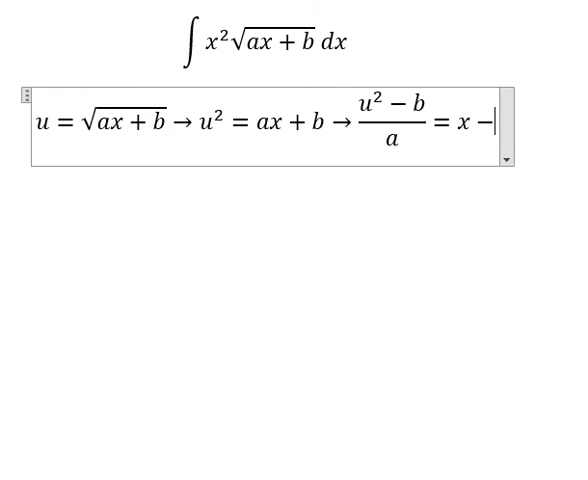 ∫ x²√(ax + b) dx
u = √(ax + b) → u² = ax + b → (u² − b)/a = x −